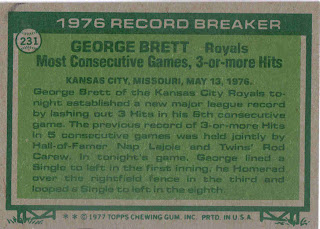 1976 RECORD BREAKER
231
GEORGE BRETT Royals
Most Consecutive Games, 3-or-more Hits
KANSAS CITY, MISSOURI, MAY 13, 1976.
George Brett of the Kansas City Royals to-
night established a new major league record
by lashing out 3 Hits in his 6th consecutive
game. The previous record of 3-or-more Hits
in 5 consecutive games was held jointly by
Hall-of-Famer Nap Lajoie and Twins' Rod
Carew. In tonight's game, George lined a
Single to left in the first inning, he Homered
over the rightfield fence in the third and
looped a Single to left in the eighth.
* * © 1977 TOPPS CHEWING GUM, INC. PRTD. IN U.S.A.